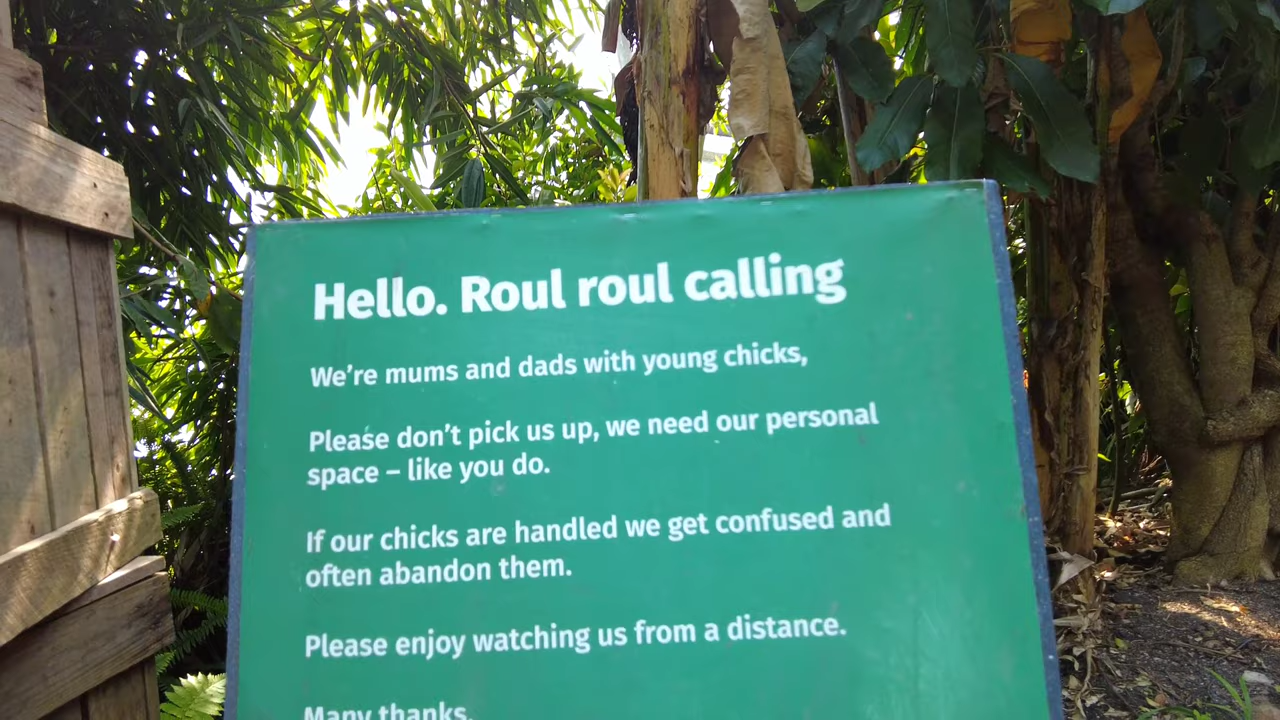 Hello. Roul roul calling
We're mums and dads with young chicks,
Please don't pick us up, we need our personal
space – like you do.
If our chicks are handled we get confused and
often abandon them.
Please enjoy watching us from a distance.
Many thanks.